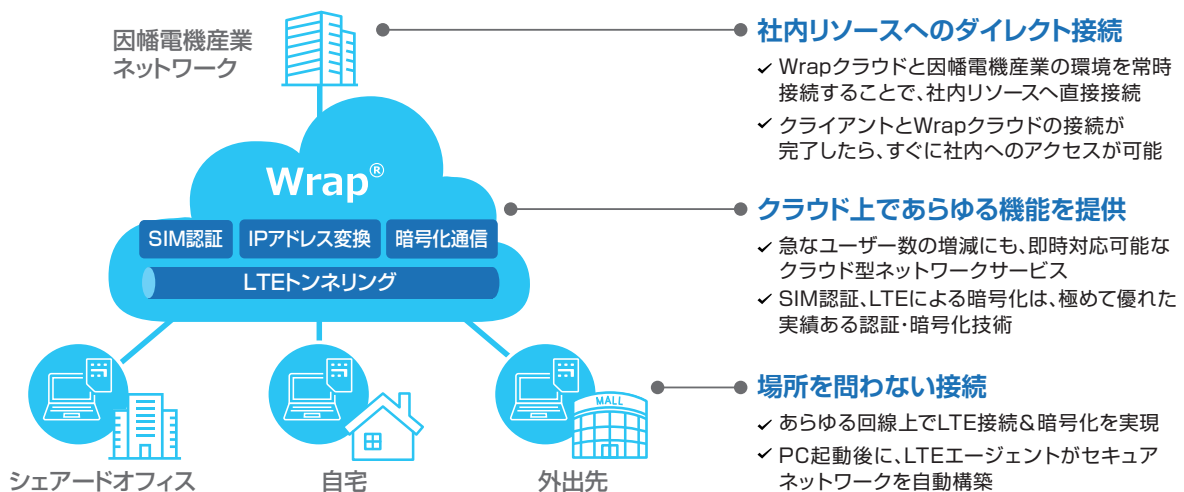 因幡電機産業
ネットワーク
Wrap®
SIM認証
IPアドレス変換
暗号化通信
LTEトンネリング
シェアードオフィス
自宅
MALL
外出先
社内リソースへのダイレクト接続
✓ Wrapクラウドと因幡電機産業の環境を常時
接続することで、社内リソースへ直接接続
✓ クライアントとWrapクラウドの接続が
完了したら、すぐに社内へのアクセスが可能
クラウド上であらゆる機能を提供
✓ 急なユーザー数の増減にも、即時対応可能な
クラウド型ネットワークサービス
✓ SIM認証、LTEによる暗号化は、極めて優れた
実績ある認証・暗号化技術
場所を問わない接続
✓ あらゆる回線上でLTE接続&暗号化を実現
✓ PC起動後に、LTEエージェントがセキュア
ネットワークを自動構築